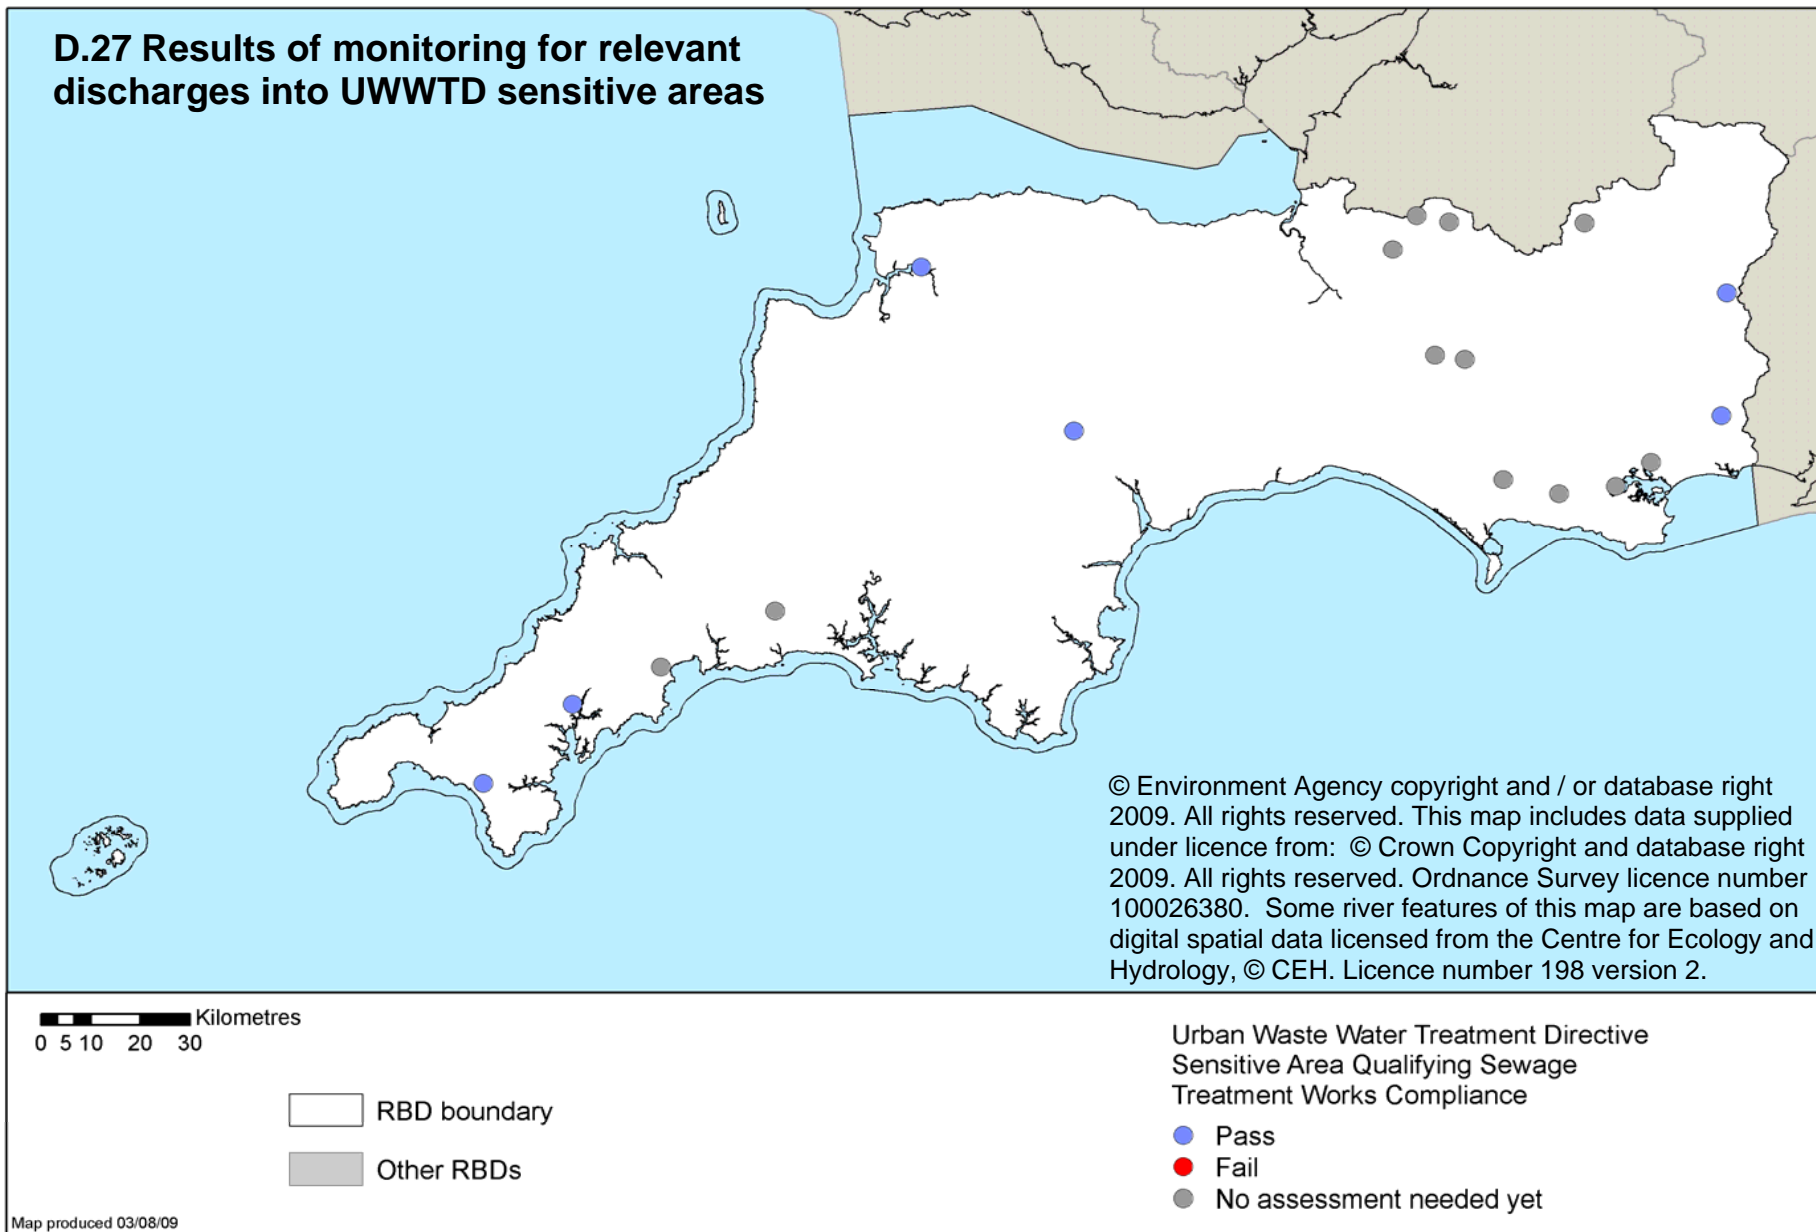 D.27 Results of monitoring for relevant
discharges into UWWTD sensitive areas
© Environment Agency copyright and / or database right
2009. All rights reserved. This map includes data supplied
under licence from: © Crown Copyright and database right
2009. All rights reserved. Ordnance Survey licence number
100026380. Some river features of this map are based on
digital spatial data licensed from the Centre for Ecology and
Hydrology, © CEH. Licence number 198 version 2.
Kilometres
0 5 10 20 30
RBD boundary
Other RBDs
Urban Waste Water Treatment Directive
Sensitive Area Qualifying Sewage
Treatment Works Compliance
Pass
Fail
No assessment needed yet
Map produced 03/08/09